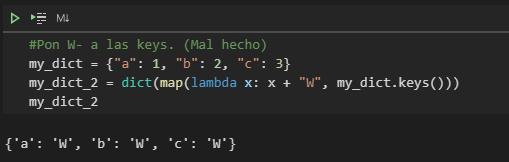 M↓
#Pon W- a las keys. (Mal hecho)
my_dict = {"a": 1, "b": 2, "c": 3}
my_dict_2 = dict(map(lambda x: x + "W", my_dict.keys()))
my_dict_2
{'a': 'W', 'b': 'W', 'c': 'W'}